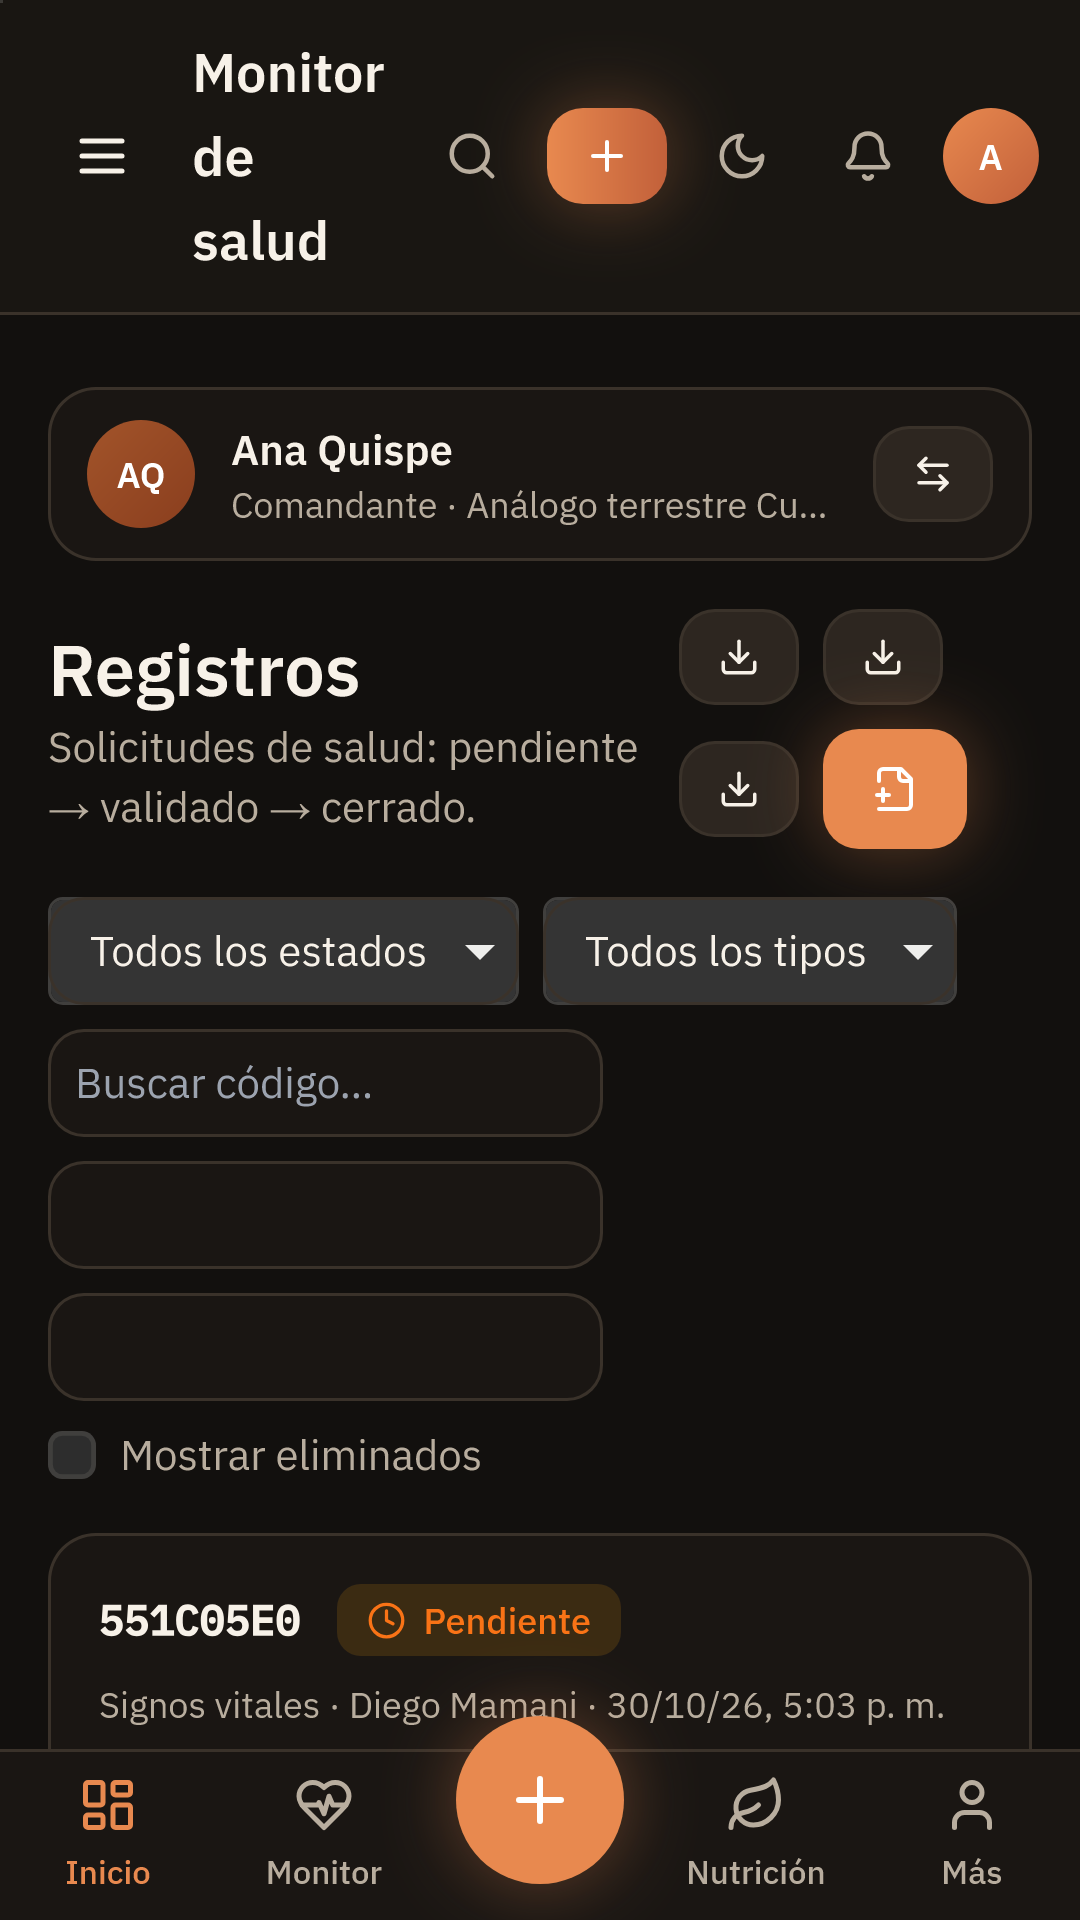 Monitor
de
salud
A
AQ
Ana Quispe
Comandante · Análogo terrestre Cu...
Registros
Solicitudes de salud: pendiente
→ validado → cerrado.
Todos los estados
Todos los tipos
Buscar código...
Mostrar eliminados
551C05E0
Pendiente
Signos vitales · Diego Mamani · 30/10/26, 5:03 p. m.
Inicio
Monitor
Nutrición
Más